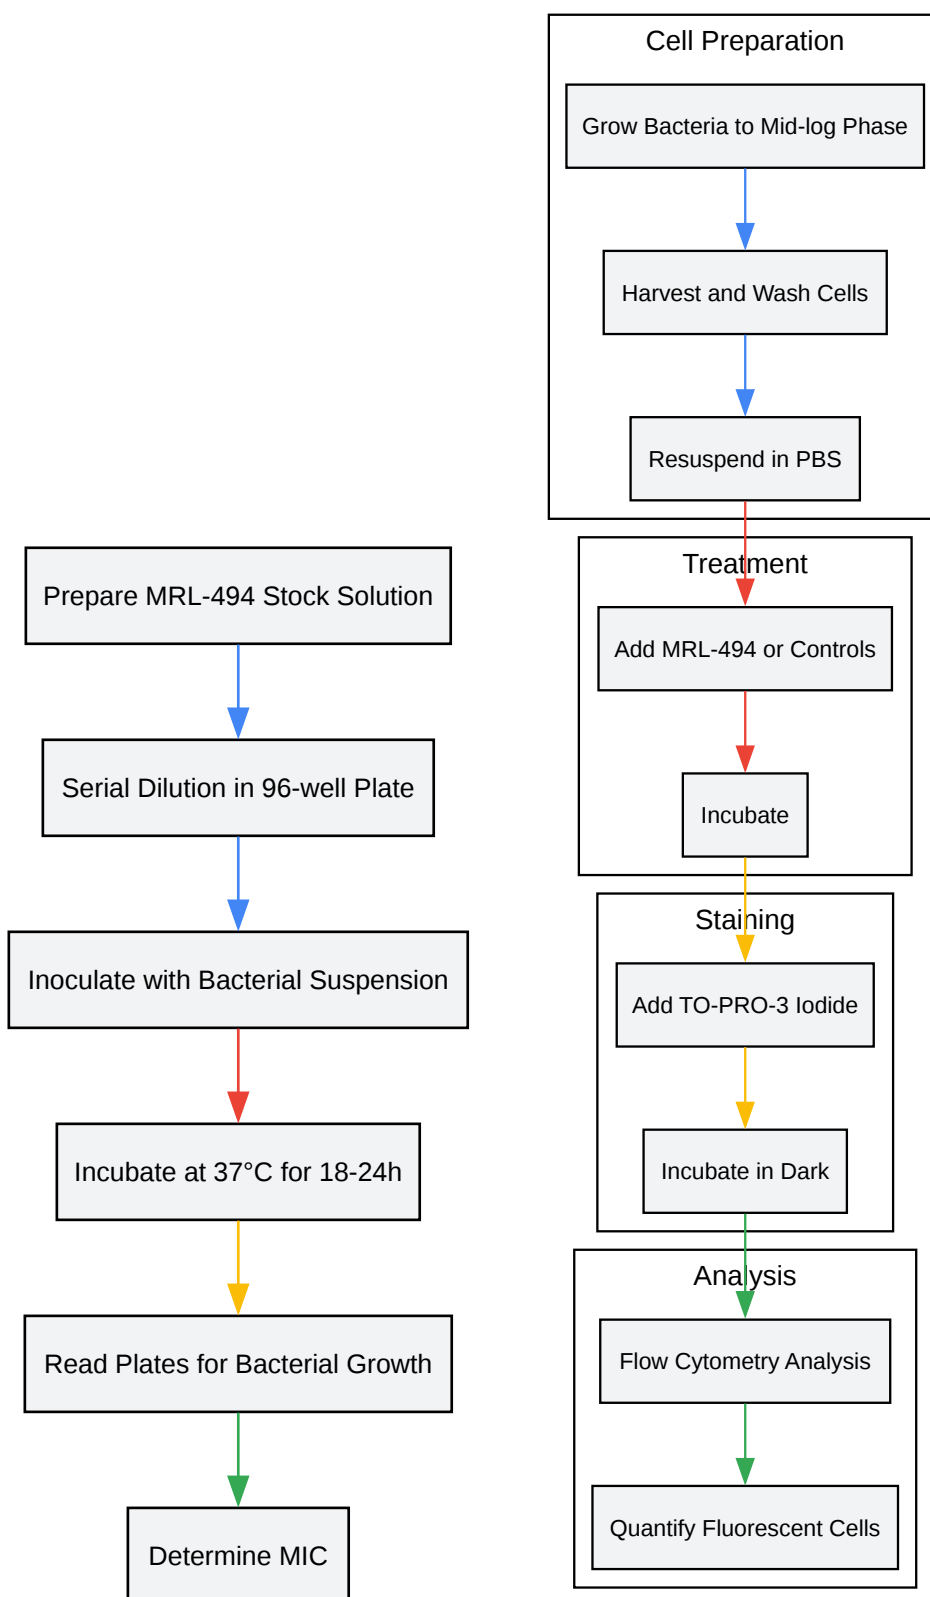 Prepare MRL-494 Stock Solution
Serial Dilution in 96-well Plate
Inoculate with Bacterial Suspension
Incubate at 37°C for 18-24h
Read Plates for Bacterial Growth
Determine MIC
Cell Preparation
Grow Bacteria to Mid-log Phase
Harvest and Wash Cells
Resuspend in PBS
Treatment
Add MRL-494 or Controls
Incubate
Staining
Add TO-PRO-3 Iodide
Incubate in Dark
Analysis
Flow Cytometry Analysis
Quantify Fluorescent Cells